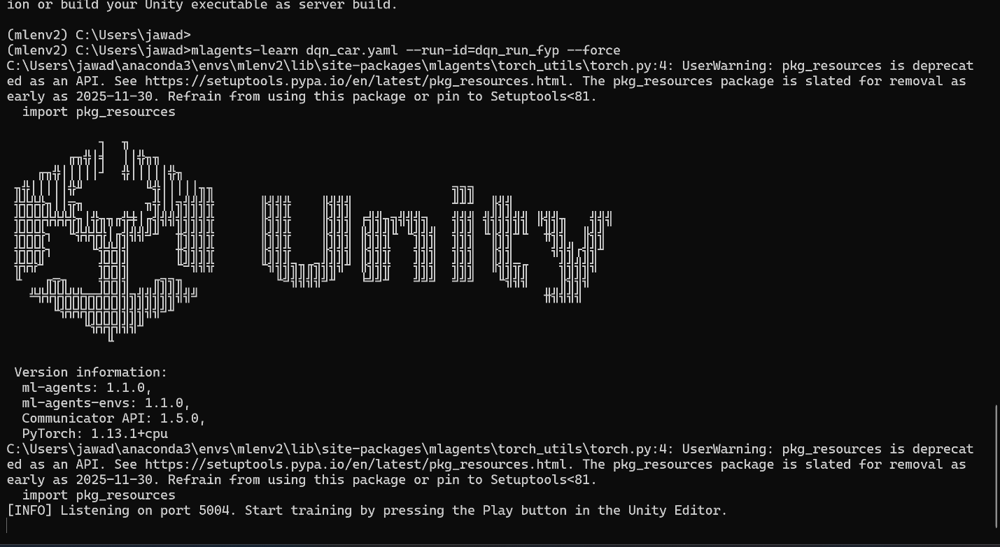 ion or build your Unity executable as server build.
(mlenv2) C:\Users\jawad>
(mlenv2) C:\Users\jawad>mlagents-learn dqn_car.yaml --run-id=dqn_run_fyp --force
C:\Users\jawad\anaconda3\envs\mlenv2\lib\site-packages\mlagents\torch_utils\torch.py:4: UserWarning: pkg_resources is deprecat
ed as an API. See https://setuptools.pypa.io/en/latest/pkg_resources.html. The pkg_resources package is slated for removal as
early as 2025-11-30. Refrain from using this package or pin to Setuptools<81.
  import pkg_resources
Unity
 Version information:
  ml-agents: 1.1.0,
  ml-agents-envs: 1.1.0,
  Communicator API: 1.5.0,
  PyTorch: 1.13.1+cpu
C:\Users\jawad\anaconda3\envs\mlenv2\lib\site-packages\mlagents\torch_utils\torch.py:4: UserWarning: pkg_resources is deprecat
ed as an API. See https://setuptools.pypa.io/en/latest/pkg_resources.html. The pkg_resources package is slated for removal as
early as 2025-11-30. Refrain from using this package or pin to Setuptools<81.
  import pkg_resources
[INFO] Listening on port 5004. Start training by pressing the Play button in the Unity Editor.